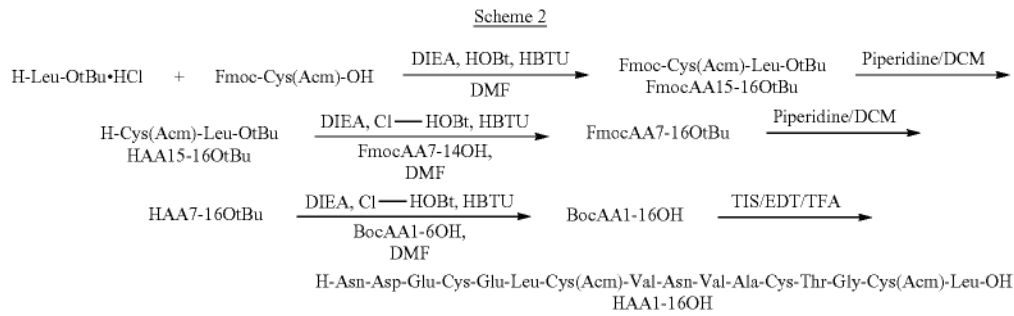 Scheme 2
H-Leu-OtBu•HCl + Fmoc-Cys(Acm)-OH DIEA, HOBt, HBTU DMF Fmoc-Cys(Acm)-Leu-OtBu FmocAA15-16OtBu Piperidine/DCM
H-Cys(Acm)-Leu-OtBu HAA15-16OtBu DIEA, Cl—HOBt, HBTU FmocAA7-14OH, DMF FmocAA7-16OtBu Piperidine/DCM
HAA7-16OtBu DIEA, Cl—HOBt, HBTU BocAA1-6OH, DMF BocAA1-16OH TIS/EDT/TFA
H-Asn-Asp-Glu-Cys-Glu-Leu-Cys(Acm)-Val-Asn-Val-Ala-Cys-Thr-Gly-Cys(Acm)-Leu-OH
HAA1-16OH